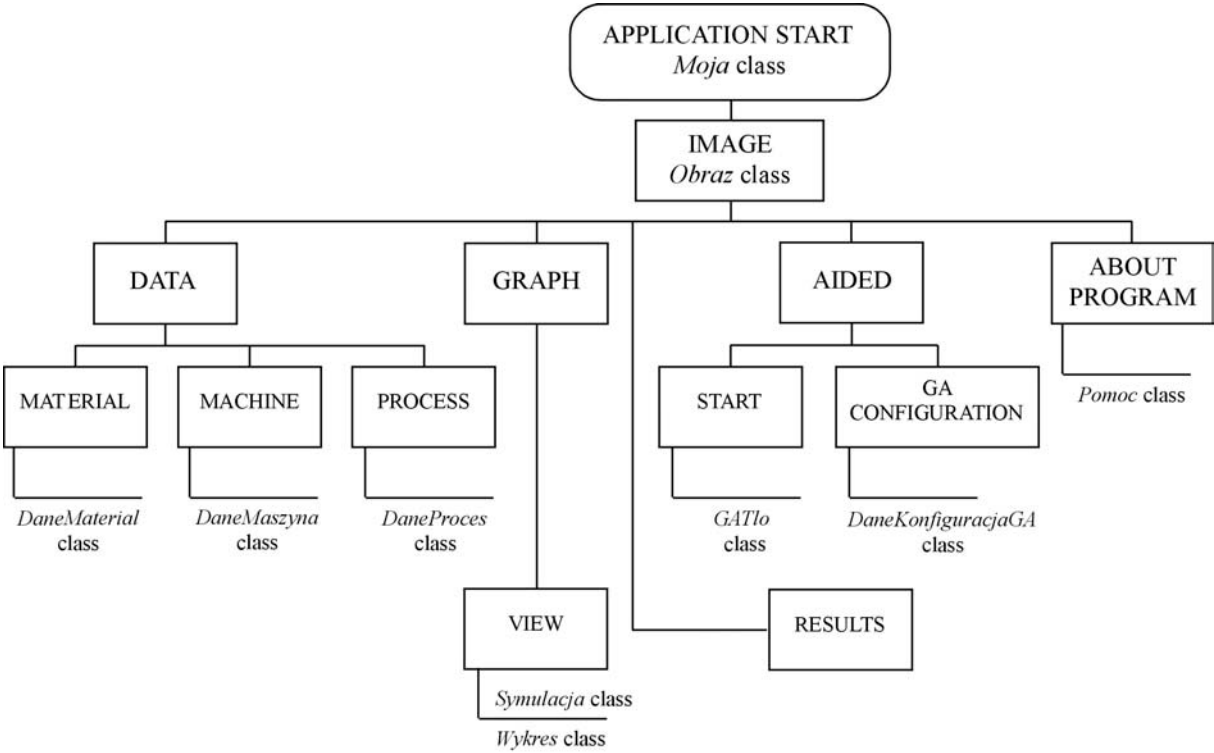 APPLICATION START
Moja class
IMAGE
Obraz class
DATA
GRAPH
AIDED
ABOUT
PROGRAM
MATERIAL
MACHINE
PROCESS
START
GA
CONFIGURATION
Pomoc class
DaneMaterial
class
DaneMaszyna
class
DaneProces
class
GATlo
class
DaneKonfiguracjaGA
class
VIEW
RESULTS
Symulacja class
Wykres class